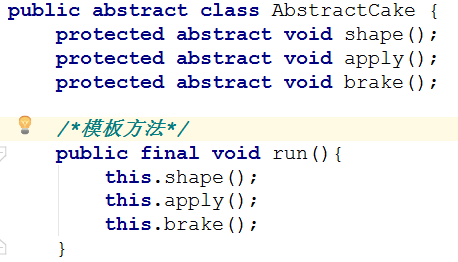 public abstract class AbstractCake {
    protected abstract void shape();
    protected abstract void apply();
    protected abstract void brake();
    /*模板方法*/
    public final void run(){
        this.shape();
        this.apply();
        this.brake();
    }